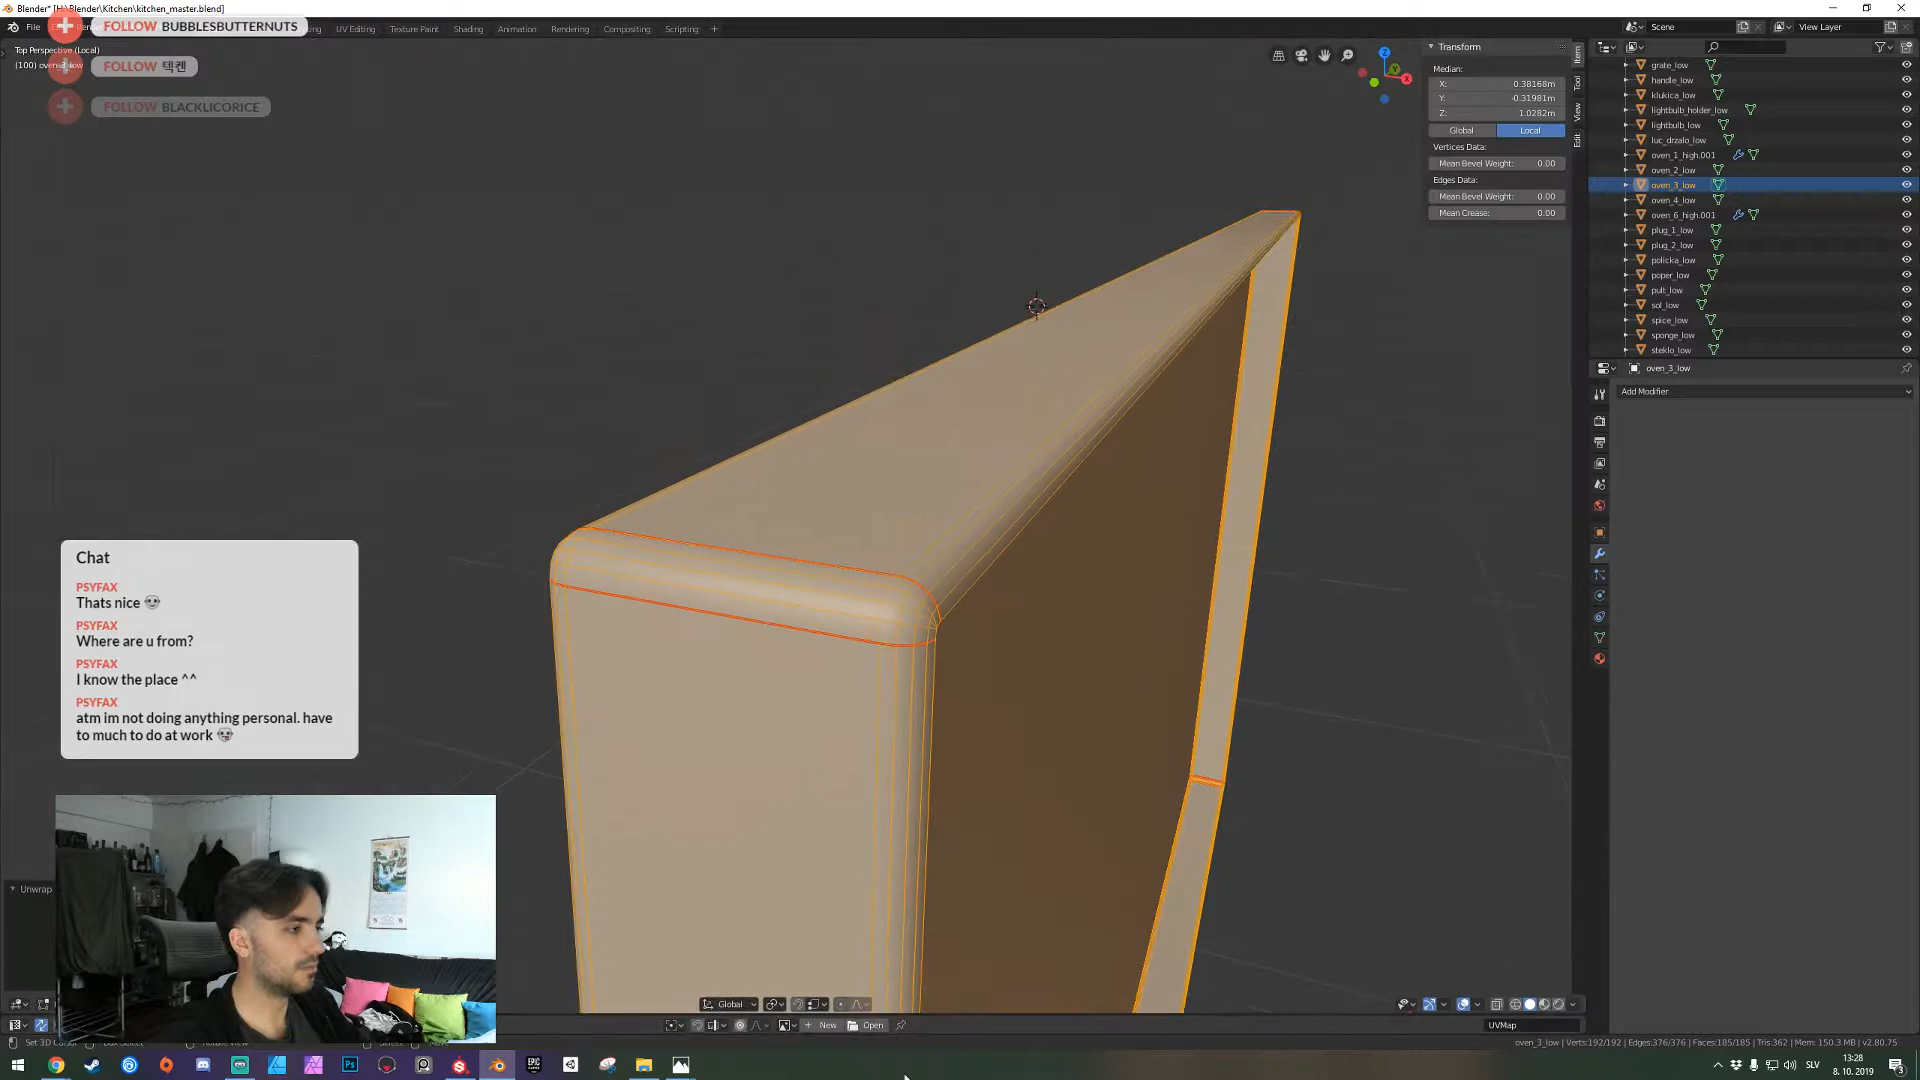 Blender* [H:\Blender\Kitchen\kitchen_master.blend]
File
UV Editing
Texture Paint
Shading
Animation
Rendering
Compositing
Scripting
Scene
View Layer
FOLLOW BUBBLESBUTTERNUTS
Top Perspective (Local)
(100) oven_3_low
FOLLOW 텍켄
FOLLOW BLACKLICORICE
Transform
Median:
X: 0.38168m
Y: -0.31981m
Z: 1.0282m
Global Local
Vertices Data:
Mean Bevel Weight: 0.00
Edges Data:
Mean Bevel Weight: 0.00
Mean Crease: 0.00
Item
Tool
View
Edit
grate_low
handle_low
klukica_low
lightbulb_holder_low
lightbulb_low
luc_drzalo_low
oven_1_high.001
oven_2_low
oven_3_low
oven_4_low
oven_6_high.001
plug_1_low
plug_2_low
policka_low
poper_low
pult_low
sol_low
spice_low
sponge_low
steklo_low
oven_3_low
Add Modifier
Chat
PSYFAX
Thats nice
PSYFAX
Where are u from?
PSYFAX
I know the place ^^
PSYFAX
atm im not doing anything personal. have
to much to do at work
Unwrap
Global
New
Open
UVMap
Set 3D Cursor
oven_3_low | Verts:192/192 | Edges:376/376 | Faces:185/185 | Tris:362 | Mem: 150.3 MB | v2.80.75
SLV
13:28
8. 10. 2019